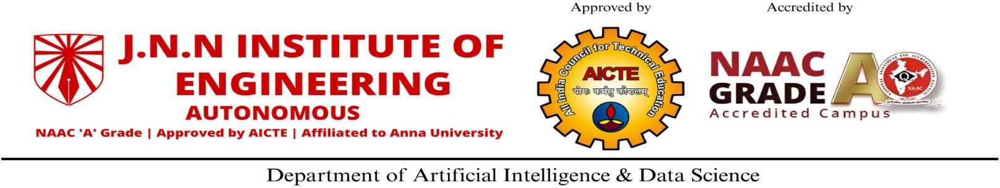 Approved by
Accredited by
J.N.N INSTITUTE OF
ENGINEERING
AUTONOMOUS
NAAC 'A' Grade | Approved by AICTE | Affiliated to Anna University
All India Council for Technical Education
AICTE
योगः कर्मसु कौशलम्
NAAC
GRADE A
Accredited Campus
NAAC
Department of Artificial Intelligence & Data Science